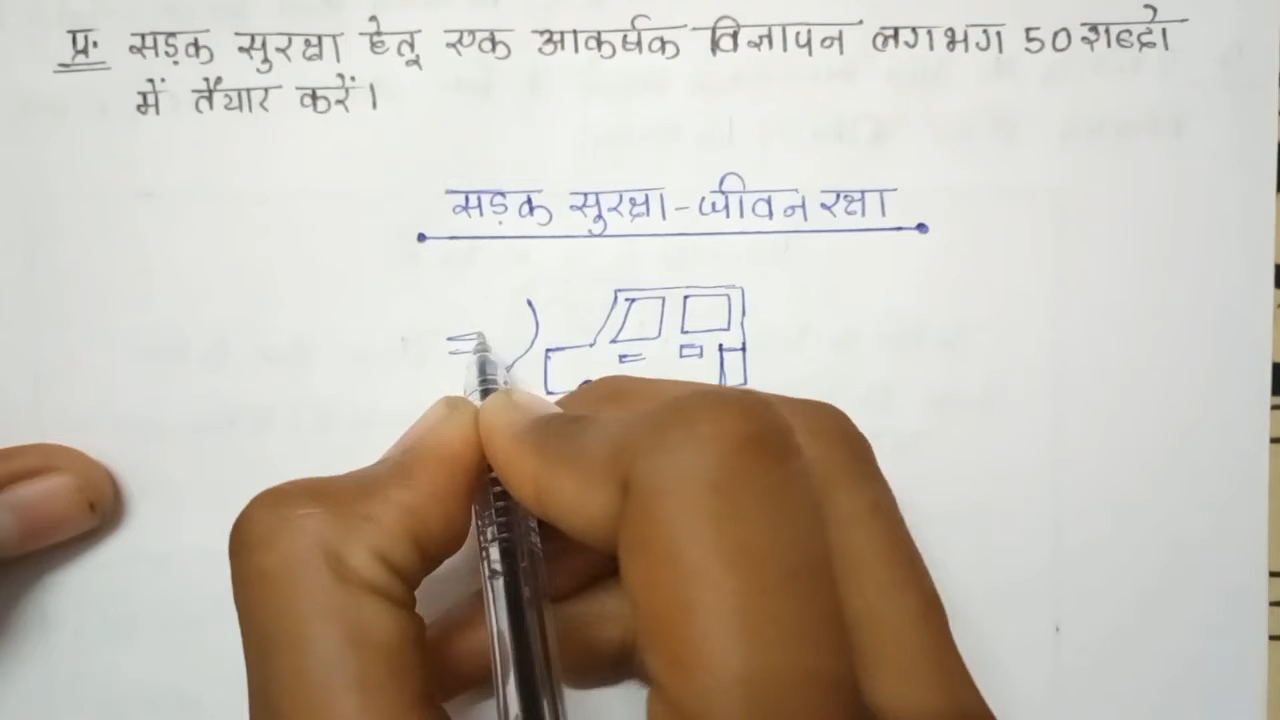 प्र. सड़क सुरक्षा हेतू एक आकर्षक विज्ञापन लगभग 50 शब्दो
में तैयार करें।
सड़क सुरक्षा - जीवन रक्षा